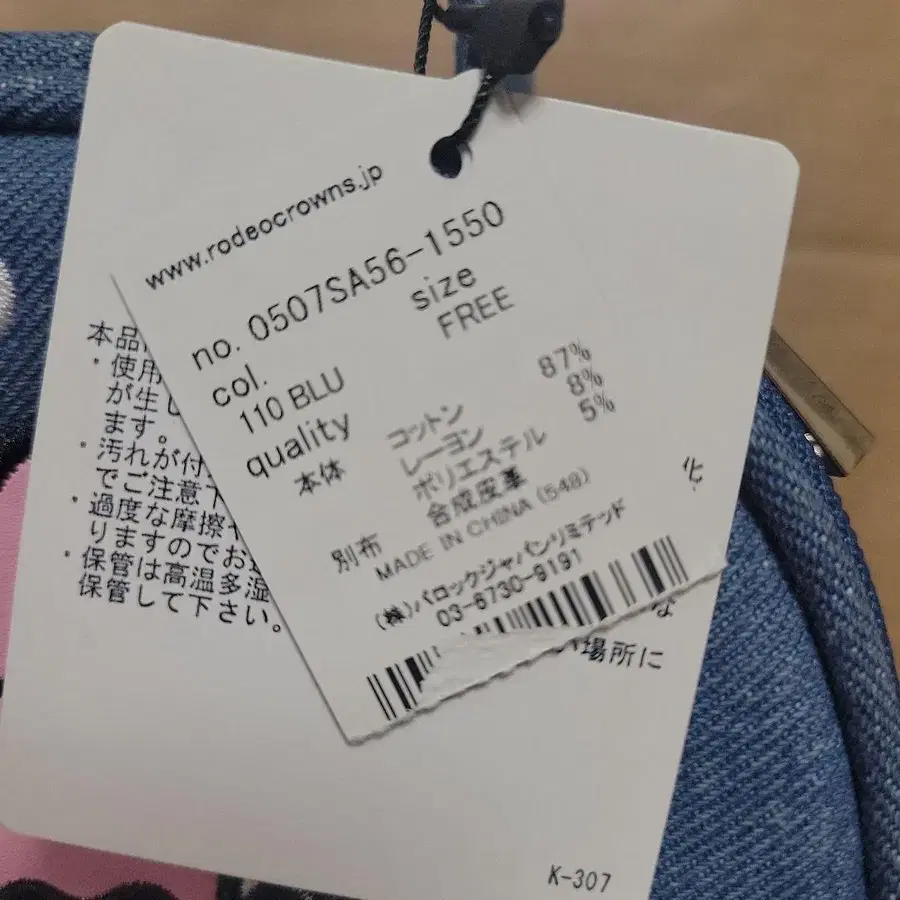 www.rodeocrowns.jp
no. 0507SA56-1550
col.
size
110 BLU
FREE
quality
本体
コットン
87%
レーヨン
8%
ポリエステル
5%
別布
合成皮革
MADE IN CHINA (548)
(株)バロックジャパンリミテッド
03-6730-9191
本品
・使用
が生じ
ます。
・汚れが付
でご注意下
・過度な摩擦や
りますのでお
・保管は高温多湿
な
い場所に
保管して下さい。
化
K-307